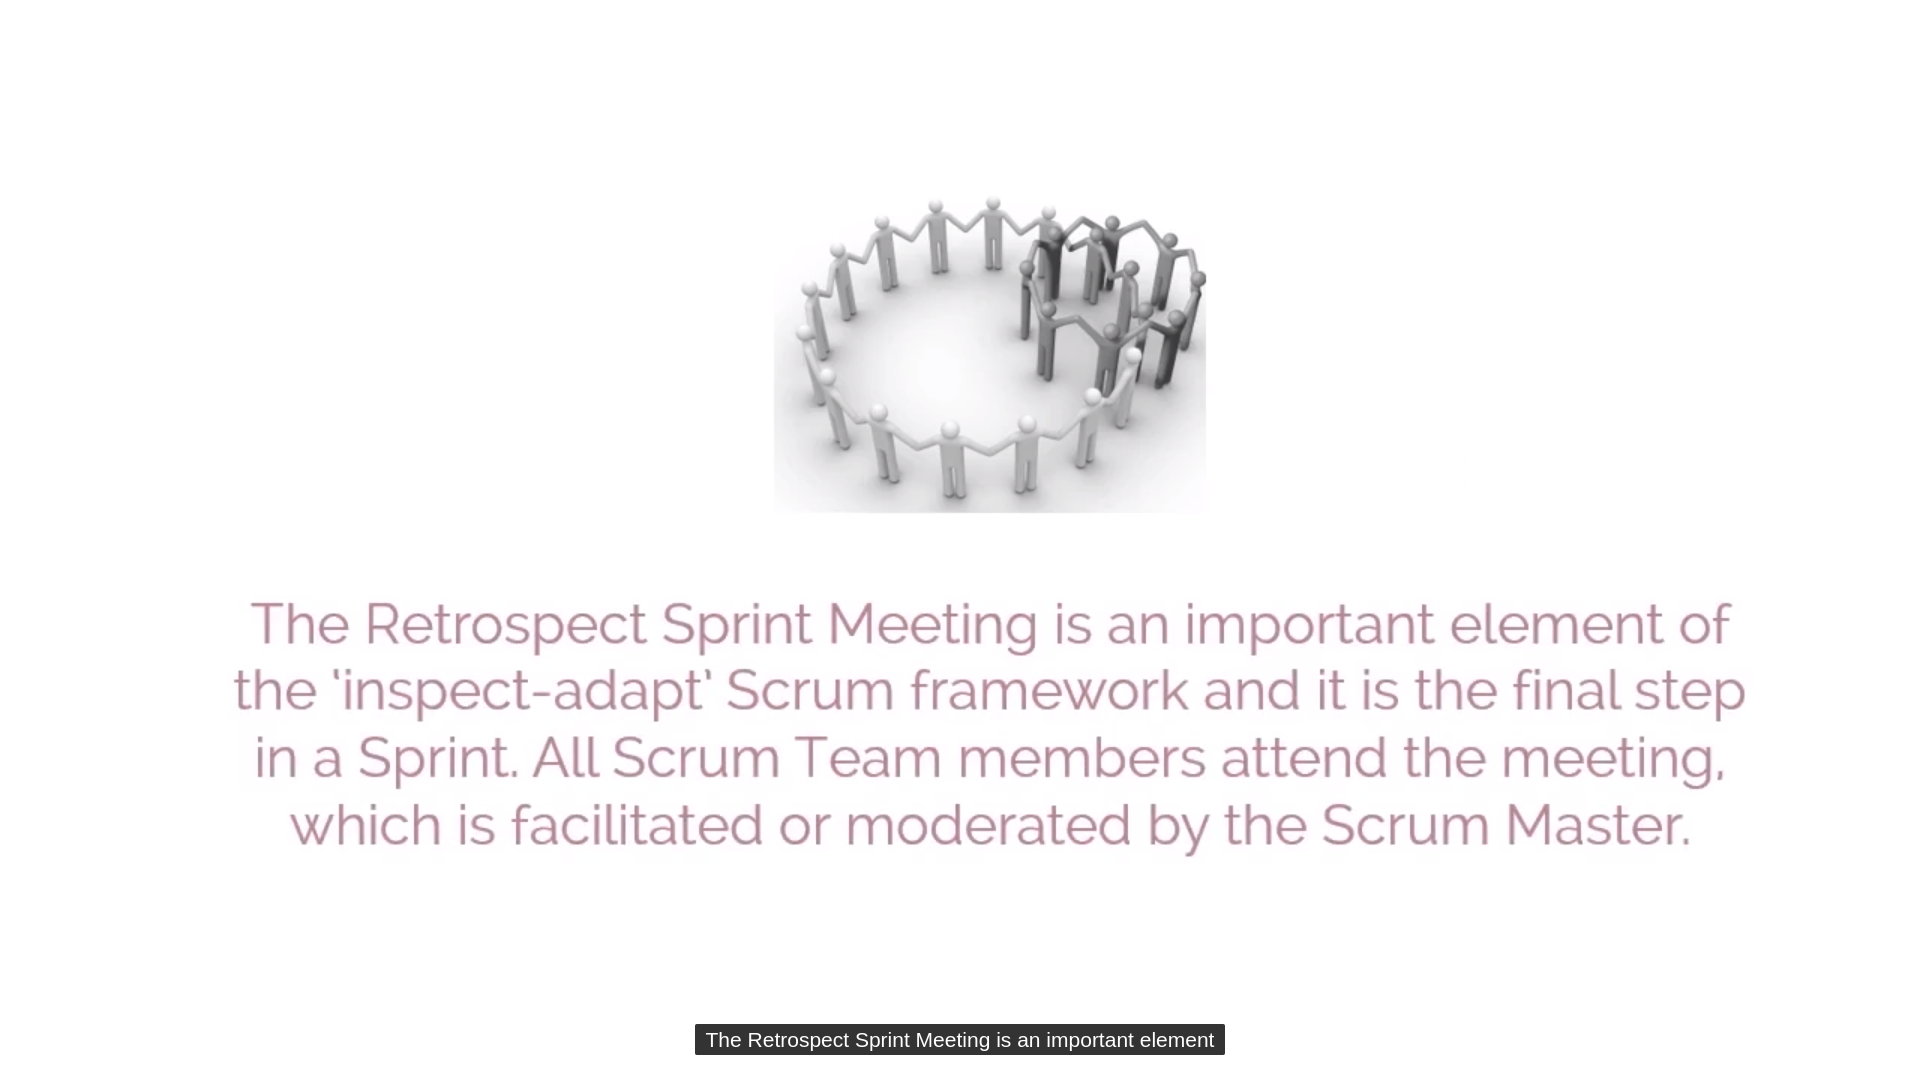 The Retrospect Sprint Meeting is an important element of
the 'inspect-adapt' Scrum framework and it is the final step
in a Sprint. All Scrum Team members attend the meeting,
which is facilitated or moderated by the Scrum Master.
The Retrospect Sprint Meeting is an important element